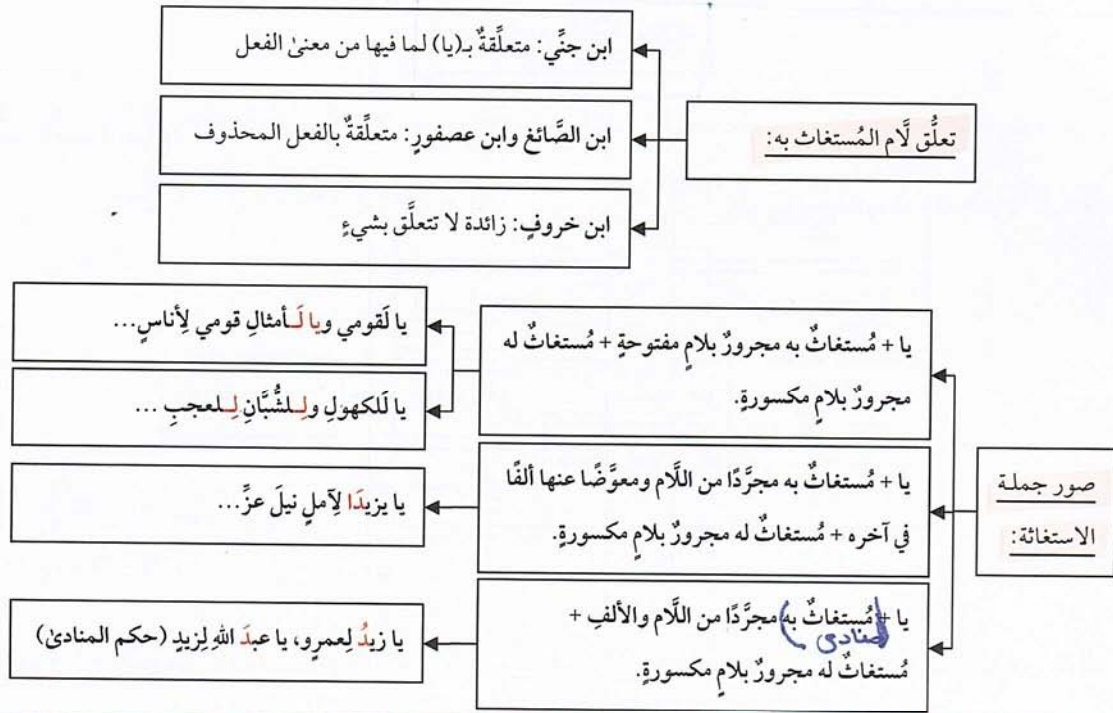 تعلُّق لَّام المُستغاث به:
ابن جنِّي: متعلِّقةٌ بـ(يا) لما فيها من معنىٰ الفعل
ابن الصَّائغ وابن عصفورٍ: متعلِّقةٌ بالفعل المحذوف
ابن خروفٍ: زائدة لا تتعلَّق بشيءٍ
صور جملة
الاستغاثة:
يا + مُستغاثٌ به مجرورٌ بلامٍ مفتوحةٍ + مُستغاثٌ له
مجرورٌ بلامٍ مكسورةٍ.
يا لَقومي ويا لَـأمثالِ قومي لِأناسٍ...
يا لَلكهولِ ولِـلشُّبَّانِ لِـلعجبِ ...
يا + مُستغاثٌ به مجرَّدًا من اللَّام ومعوَّضًا عنها ألفًا
في آخره + مُستغاثٌ له مجرورٌ بلامٍ مكسورةٍ.
يا يزيدَا لِآملٍ نيلَ عزِّ...
يا + مُستغاثٌ به مجرَّدًا من اللَّام والألفِ +
منادى
مُستغاثٌ له مجرورٌ بلامٍ مكسورةٍ.
يا زيدُ لِعمرٍو، يا عبدَ اللهِ لِزيدٍ (حكم المنادىٰ)